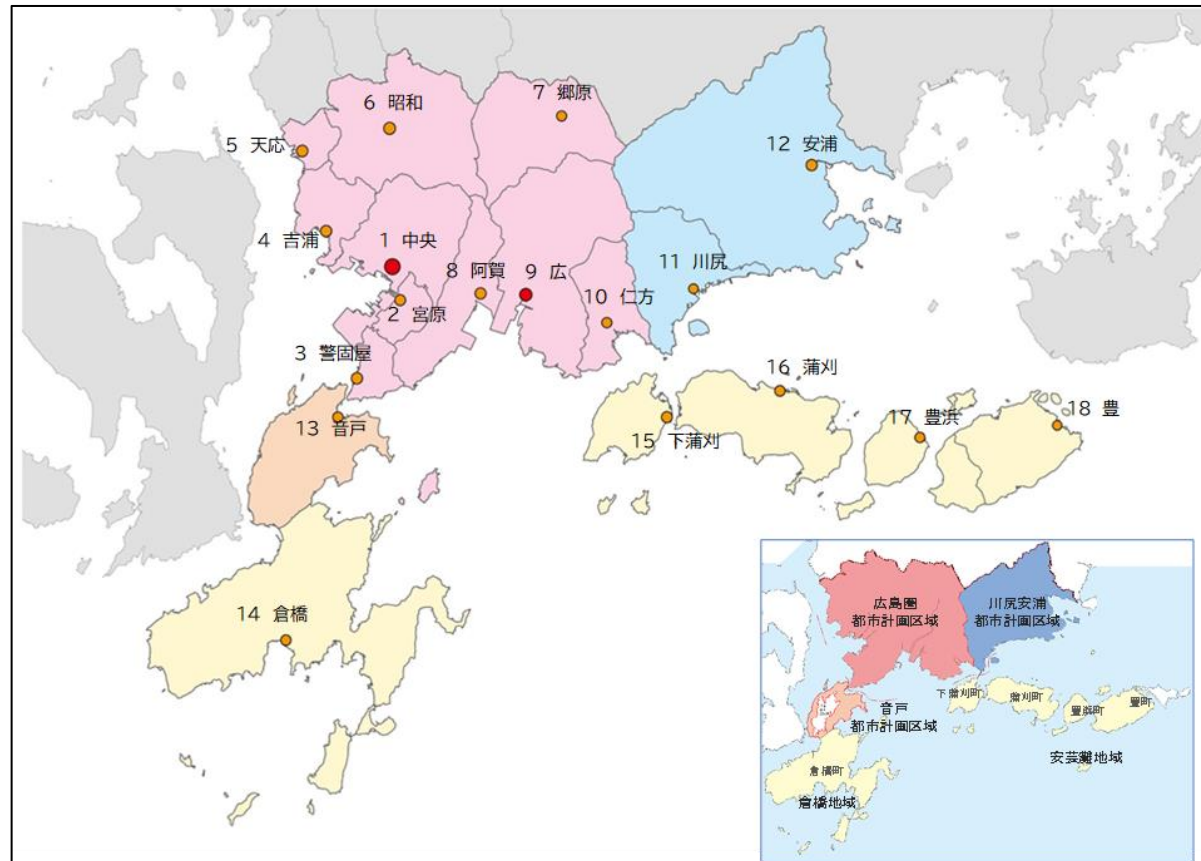 6 昭和
7 郷原
5 天応
12 安浦
4 吉浦
1 中央
8 阿賀
9 広
11 川尻
10 仁方
2 宮原
3 警固屋
16 蒲刈
13 音戸
15 下蒲刈
17 豊浜
18 豊
14 倉橋
広島圏
都市計画区域
川尻安浦
都市計画区域
下蒲刈町
蒲刈町
豊浜町
豊町
音戸
都市計画区域
安芸灘地域
倉橋町
倉橋地域